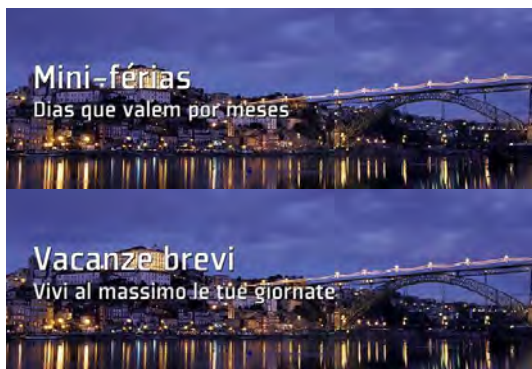 Mini-férias
Dias que valem por meses
Vacanze brevi
Vivi al massimo le tue giornate